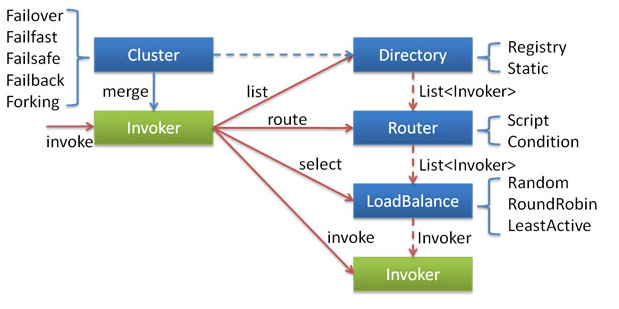 Failover
Failfast
Failsafe
Failback
Forking
Cluster
Directory
Registry
Static
merge
list
List<Invoker>
invoke
Invoker
route
Router
Script
Condition
select
List<Invoker>
LoadBalance
Random
RoundRobin
LeastActive
invoke
Invoker
Invoker